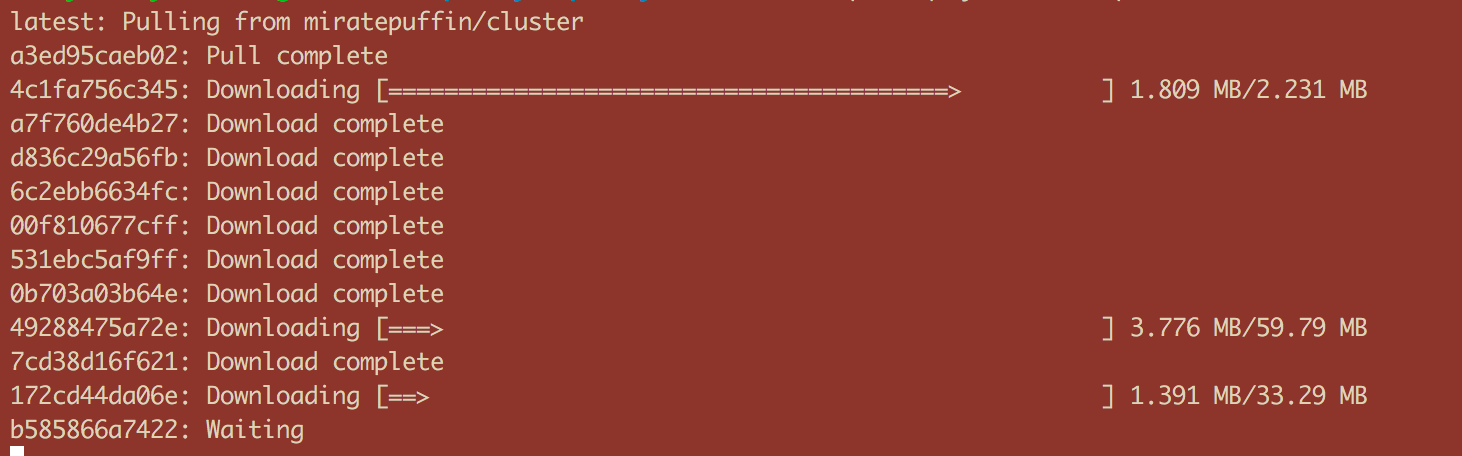 latest: Pulling from miratepuffin/cluster
a3ed95caeb02: Pull complete
4c1fa756c345: Downloading [========================================>          ] 1.809 MB/2.231 MB
a7f760de4b27: Download complete
d836c29a56fb: Download complete
6c2ebb6634fc: Download complete
00f810677cff: Download complete
531ebc5af9ff: Download complete
0b703a03b64e: Download complete
49288475a72e: Downloading [===>                                               ] 3.776 MB/59.79 MB
7cd38d16f621: Download complete
172cd44da06e: Downloading [==>                                                ] 1.391 MB/33.29 MB
b585866a7422: Waiting